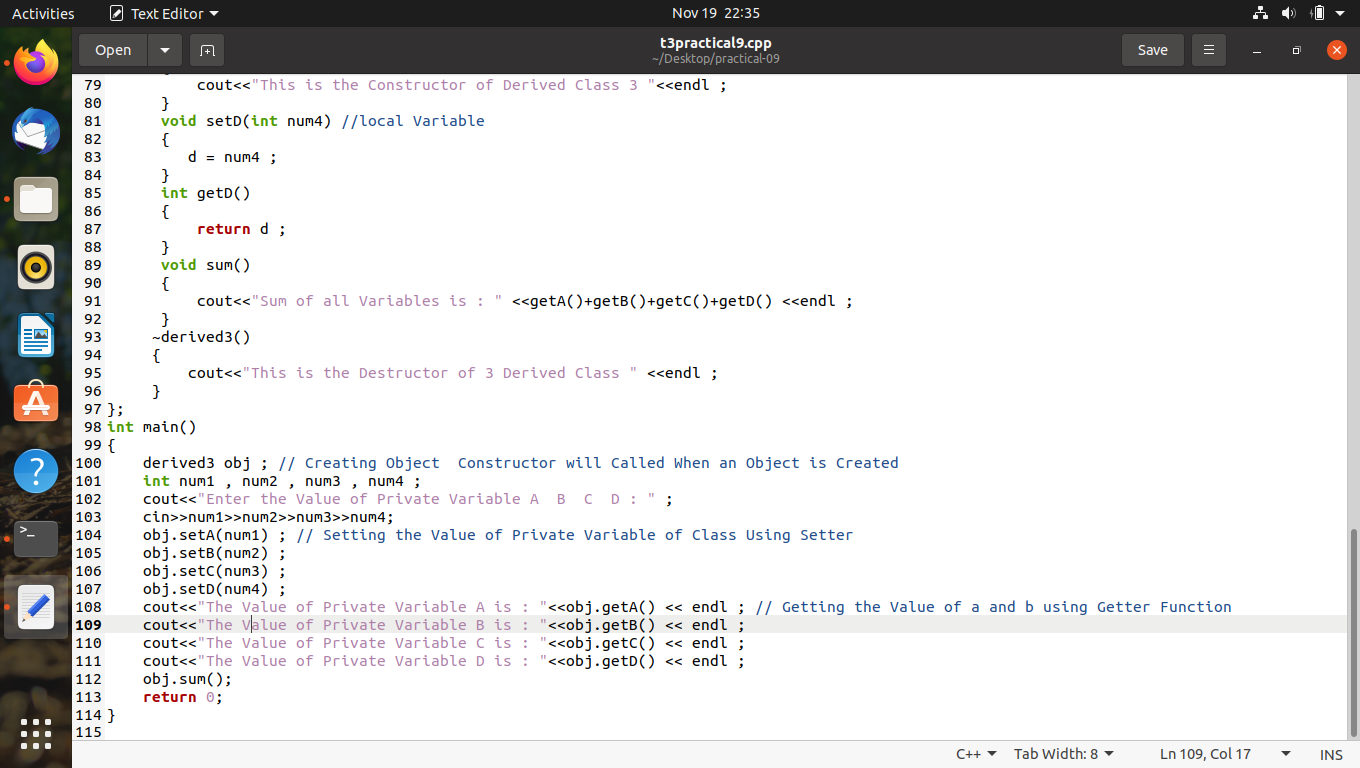 Activities Text Editor Nov 19 22:35
Open t3practical9.cpp Save
~/Desktop/practical-09
79 cout<<"This is the Constructor of Derived Class 3 "<<endl ;
80 }
81 void setD(int num4) //local Variable
82 {
83 d = num4 ;
84 }
85 int getD()
86 {
87 return d ;
88 }
89 void sum()
90 {
91 cout<<"Sum of all Variables is : " <<getA()+getB()+getC()+getD() <<endl ;
92 }
93 ~derived3()
94 {
95 cout<<"This is the Destructor of 3 Derived Class " <<endl ;
96 }
97 };
98 int main()
99 {
100 derived3 obj ; // Creating Object  Constructor will Called When an Object is Created
101 int num1 , num2 , num3 , num4 ;
102 cout<<"Enter the Value of Private Variable A  B  C  D : " ;
103 cin>>num1>>num2>>num3>>num4;
104 obj.setA(num1) ; // Setting the Value of Private Variable of Class Using Setter
105 obj.setB(num2) ;
106 obj.setC(num3) ;
107 obj.setD(num4) ;
108 cout<<"The Value of Private Variable A is : "<<obj.getA() << endl ; // Getting the Value of a and b using Getter Function
109 cout<<"The Value of Private Variable B is : "<<obj.getB() << endl ;
110 cout<<"The Value of Private Variable C is : "<<obj.getC() << endl ;
111 cout<<"The Value of Private Variable D is : "<<obj.getD() << endl ;
112 obj.sum();
113 return 0;
114 }
115
C++ Tab Width: 8 Ln 109, Col 17 INS